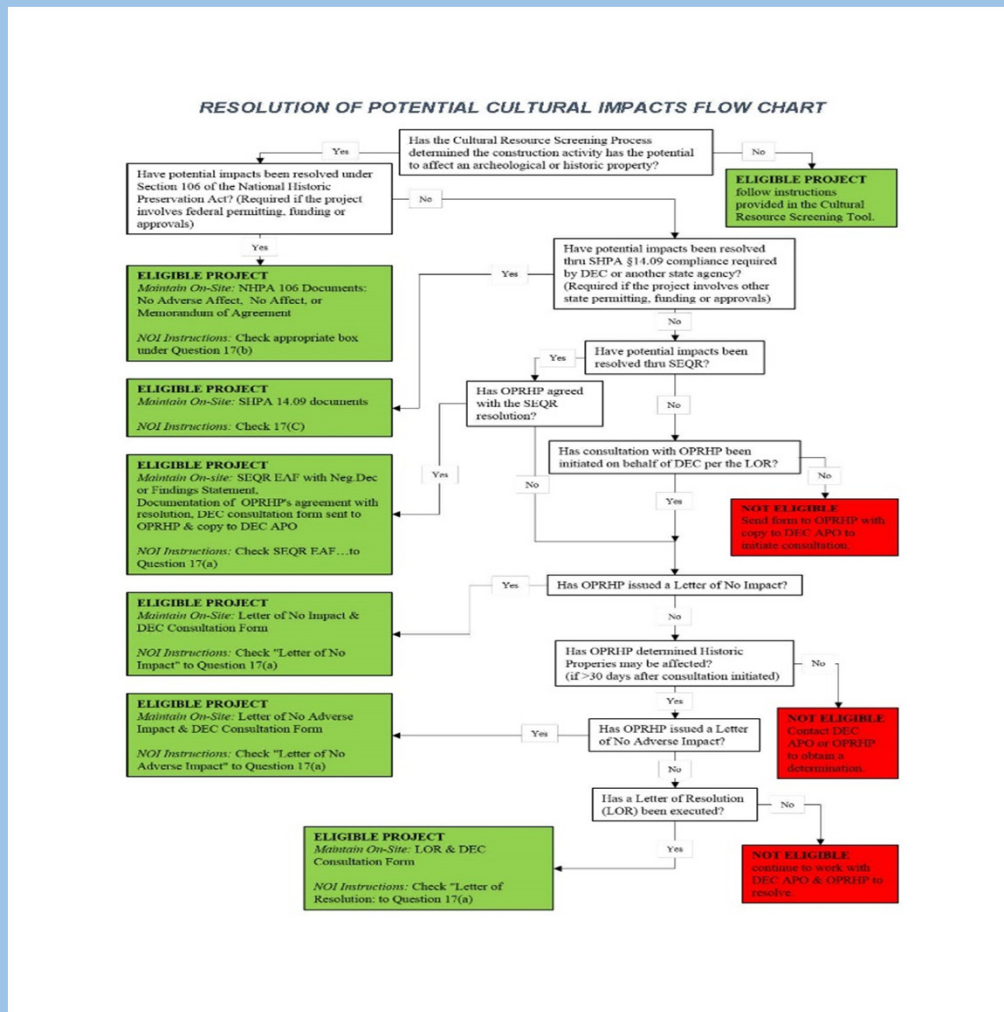 RESOLUTION OF POTENTIAL CULTURAL IMPACTS FLOW CHART
Has the Cultural Resource Screening Process
determined the construction activity has the potential
to affect an archeological or historic property?
Yes
No
Have potential impacts been resolved under
Section 106 of the National Historic
Preservation Act? (Required if the project
involves federal permitting, funding or
approvals)
ELIGIBLE PROJECT
follow instructions
provided in the Cultural
Resource Screening Tool.
No
Yes
Have potential impacts been resolved
thru SHPA §14.09 compliance required
by DEC or another state agency?
(Required if the project involves other
state permitting, funding or approvals)
Yes
No
ELIGIBLE PROJECT
Maintain On-Site: NHPA 106 Documents:
No Adverse Affect, No Affect, or
Memorandum of Agreement
NOI Instructions: Check appropriate box
under Question 17(b)
Have potential impacts been
resolved thru SEQR?
Yes
No
ELIGIBLE PROJECT
Maintain On-Site: SHPA 14.09 documents
NOI Instructions: Check 17(C)
Has OPRHP agreed
with the SEQR
resolution?
Yes
No
Has consultation with OPRHP been
initiated on behalf of DEC per the LOR?
No
Yes
ELIGIBLE PROJECT
Maintain On-site: SEQR EAF with Neg.Dec
or Findings Statement,
Documentation of OPRHP's agreement with
resolution, DEC consultation form sent to
OPRHP & copy to DEC APO
NOI Instructions: Check SEQR EAF…to
Question 17(a)
NOT ELIGIBLE
Send form to OPRHP with
copy to DEC APO to
initiate consultation.
Has OPRHP issued a Letter of No Impact?
Yes
No
ELIGIBLE PROJECT
Maintain On-Site: Letter of No Impact &
DEC Consultation Form
NOI Instructions: Check "Letter of No
Impact" to Question 17(a)
Has OPRHP determined Historic
Properies may be affected?
(if >30 days after consultation initiated)
No
Yes
NOT ELIGIBLE
Contact DEC
APO or OPRHP
to obtain a
determination.
ELIGIBLE PROJECT
Maintain On-Site: Letter of No Adverse
Impact & DEC Consultation Form
NOI Instructions: Check "Letter of No
Adverse Impact" to Question 17(a)
Has OPRHP issued a Letter
of No Adverse Impact?
Yes
No
Has a Letter of Resolution
(LOR) been executed?
No
Yes
NOT ELIGIBLE
continue to work with
DEC APO & OPRHP to
resolve.
ELIGIBLE PROJECT
Maintain On-Site: LOR & DEC
Consultation Form
NOI Instructions: Check "Letter of
Resolution: to Question 17(a)